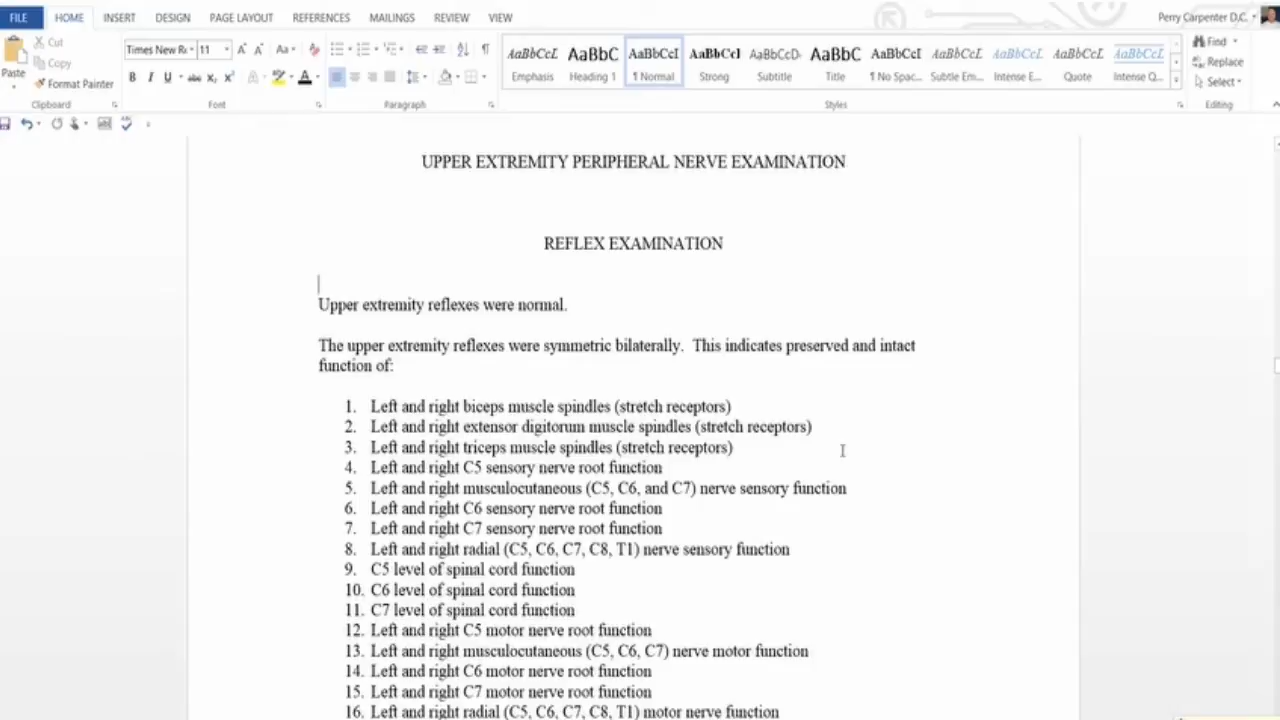 FILE HOME INSERT DESIGN PAGE LAYOUT REFERENCES MAILINGS REVIEW VIEW Perry Carpenter D.C.
Cut
Copy
Format Painter
Paste
Clipboard
Times New Ro 11
Font
Paragraph
AaBbCcL AaBbC AaBbCcI AaBbCcI AaBbCcD AaBbC AaBbCcI AaBbCcL AaBbCcL AaBbCcL AaBbCcL
Emphasis Heading 1 ¶ Normal Strong Subtitle Title ¶ No Spac... Subtle Em... Intense E... Quote Intense Q...
Styles
Find
Replace
Select
Editing
UPPER EXTREMITY PERIPHERAL NERVE EXAMINATION
REFLEX EXAMINATION
Upper extremity reflexes were normal.
The upper extremity reflexes were symmetric bilaterally. This indicates preserved and intact
function of:
1. Left and right biceps muscle spindles (stretch receptors)
2. Left and right extensor digitorum muscle spindles (stretch receptors)
3. Left and right triceps muscle spindles (stretch receptors)
4. Left and right C5 sensory nerve root function
5. Left and right musculocutaneous (C5, C6, and C7) nerve sensory function
6. Left and right C6 sensory nerve root function
7. Left and right C7 sensory nerve root function
8. Left and right radial (C5, C6, C7, C8, T1) nerve sensory function
9. C5 level of spinal cord function
10. C6 level of spinal cord function
11. C7 level of spinal cord function
12. Left and right C5 motor nerve root function
13. Left and right musculocutaneous (C5, C6, C7) nerve motor function
14. Left and right C6 motor nerve root function
15. Left and right C7 motor nerve root function
16. Left and right radial (C5, C6, C7, C8, T1) motor nerve function